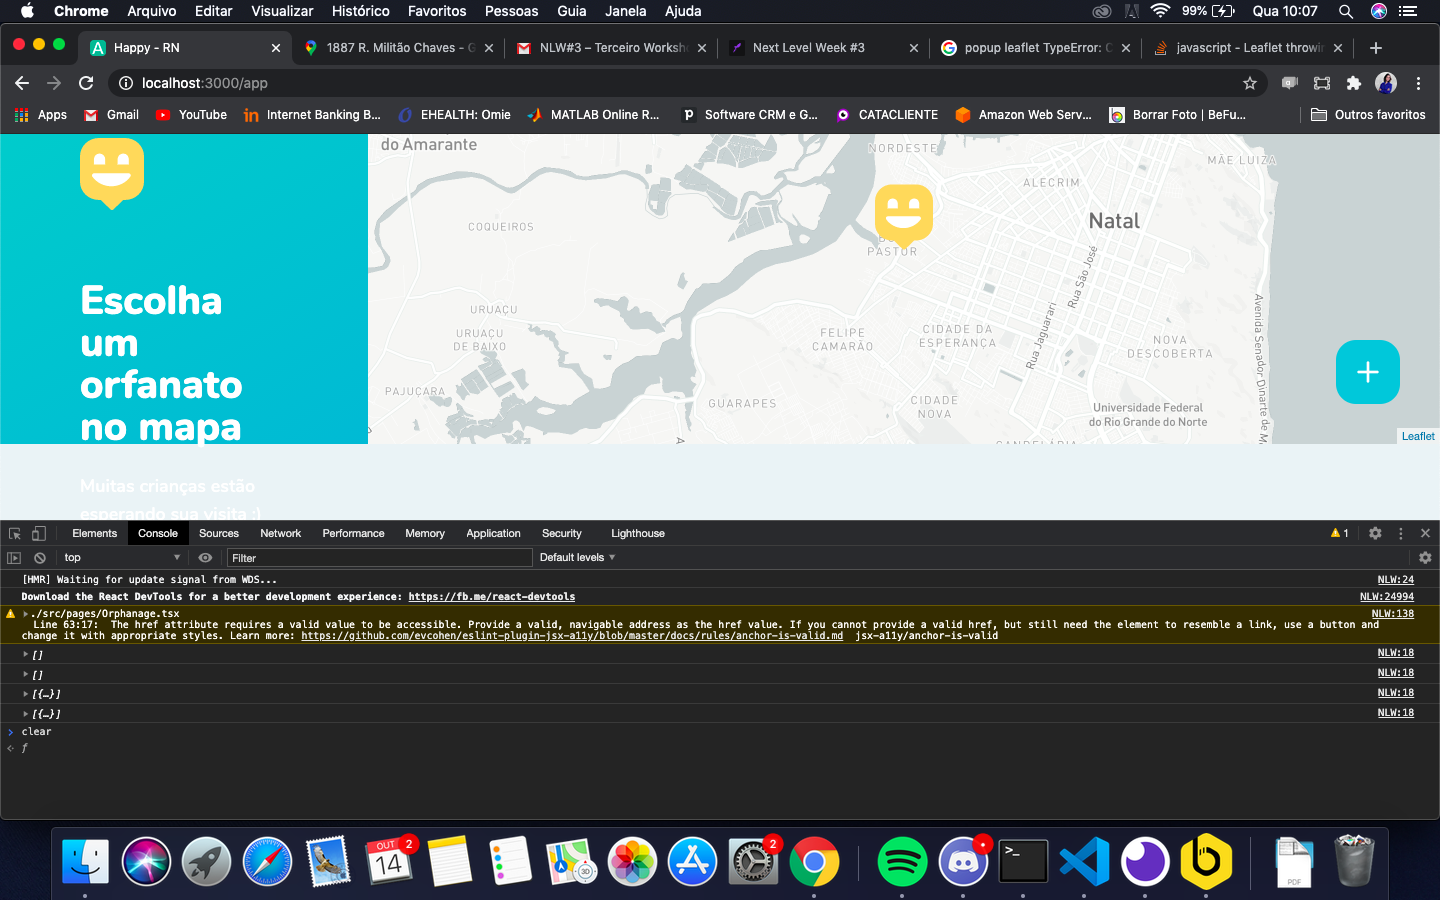 Chrome Arquivo Editar Visualizar Histórico Favoritos Pessoas Guia Janela Ajuda 99% Qua 10:07
Happy - RN 1887 R. Militão Chaves - G NLW#3 – Terceiro Worksh Next Level Week #3 popup leaflet TypeError: C javascript - Leaflet throwin
localhost:3000/app
Apps Gmail YouTube Internet Banking B... EHEALTH: Omie MATLAB Online R... Software CRM e G... CATACLIENTE Amazon Web Serv... Borrar Foto | BeFu... Outros favoritos
Escolha
um
orfanato
no mapa
Muitas crianças estão
esperando sua visita :)
do Amarante
NORDESTE
MÃE LUIZA
ALECRIM
Natal
COQUEIROS
PASTOR
Rua São José
URUAÇU
URUAÇU
DE BAIXO
FELIPE
CAMARÃO
CIDADE DA
ESPERANÇA
Rua Jaguarari
NOVA
DESCOBERTA
Avenida Senador Dinarte de M
PAJUÇARA
GUARAPES
CIDADE
NOVA
Universidade Federal
do Rio Grande do Norte
CANDELÁRIA
Leaflet
Elements Console Sources Network Performance Memory Application Security Lighthouse 1
top Filter Default levels
[HMR] Waiting for update signal from WDS... NLW:24
Download the React DevTools for a better development experience: https://fb.me/react-devtools NLW:24994
./src/pages/Orphanage.tsx NLW:138
Line 63:17: The href attribute requires a valid value to be accessible. Provide a valid, navigable address as the href value. If you cannot provide a valid href, but still need the element to resemble a link, use a button and
change it with appropriate styles. Learn more: https://github.com/evcohen/eslint-plugin-jsx-a11y/blob/master/docs/rules/anchor-is-valid.md jsx-a11y/anchor-is-valid
[] NLW:18
[] NLW:18
[{…}] NLW:18
[{…}] NLW:18
clear
f
OUT
14
2
3D
2
>_
PDF